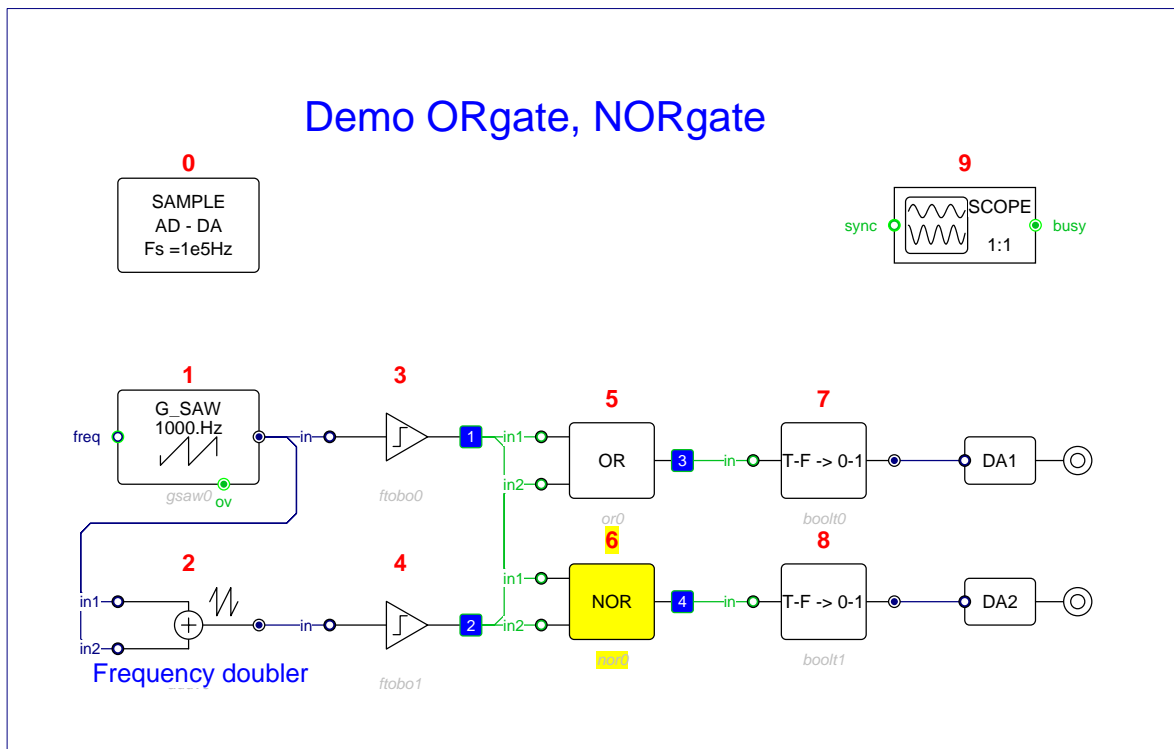 Demo ORgate, NORgate
0
9
SAMPLE
AD - DA
Fs =1e5Hz
SCOPE
1:1
sync
busy
1
3
5
7
G_SAW
1000.Hz
freq
ov
gsaw0
in
ftobo0
1
in1
in2
OR
or0
3
in
T-F -> 0-1
boolt0
DA1
2
4
6
8
in1
in2
Frequency doubler
in
ftobo1
2
in1
in2
NOR
nor0
4
in
T-F -> 0-1
boolt1
DA2